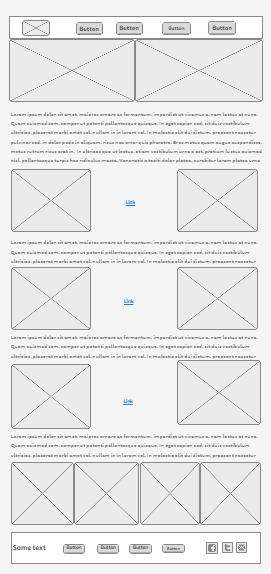 Button Button Button Button
Lorem ipsum dolor sit amet, maiores ornare ac fermentum, imperdiet ut vivamus a, nam lectus at nunc.
Quam euismod sem, semper ut potenti pellentesque quisque. In eget sapien sed, sit duis vestibulum
ultricies, placerat morbi amet vel, nullam in in lorem vel. In molestie elit dui dictum, praesent nascetur
pulvinar sed, in dolor pede in aliquam, risus nec error quis pharetra. Eros metus quam augue suspendisse,
metus rutrum risus erat in. In ultrices quo ut lectus, etiam vestibulum urna a est, pretium luctus euismod
nisl, pellentesque turpis hac ridiculus massa. Venenatis a taciti dolor platea, curabitur lorem platea urna
Link
Lorem ipsum dolor sit amet, maiores ornare ac fermentum, imperdiet ut vivamus a, nam lectus at nunc.
Quam euismod sem, semper ut potenti pellentesque quisque. In eget sapien sed, sit duis vestibulum
ultricies, placerat morbi amet vel, nullam in in lorem vel. In molestie elit dui dictum, praesent nascetur
Link
Lorem ipsum dolor sit amet, maiores ornare ac fermentum, imperdiet ut vivamus a, nam lectus at nunc.
Quam euismod sem, semper ut potenti pellentesque quisque. In eget sapien sed, sit duis vestibulum
ultricies, placerat morbi amet vel, nullam in in lorem vel. In molestie elit dui dictum, praesent nascetur
Link
Lorem ipsum dolor sit amet, maiores ornare ac fermentum, imperdiet ut vivamus a, nam lectus at nunc.
Quam euismod sem, semper ut potenti pellentesque quisque. In eget sapien sed, sit duis vestibulum
ultricies, placerat morbi amet vel, nullam in in lorem vel. In molestie elit dui dictum, praesent nascetur
Some text Button Button Button Button